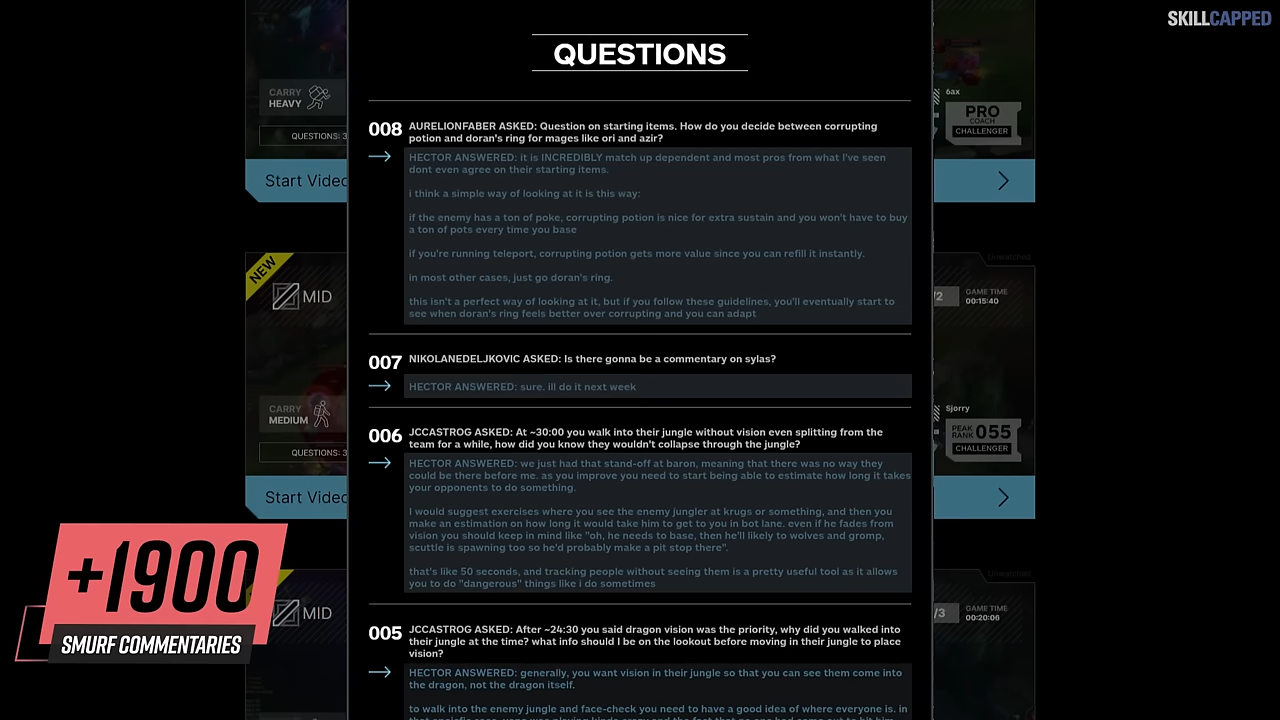 SKILLCAPPED
QUESTIONS
CARRY
HEAVY
QUESTIONS: 3
Start Video
6ax
PRO
COACH
CHALLENGER
008 AURELIONFABER ASKED: Question on starting items. How do you decide between corrupting
potion and doran's ring for mages like ori and azir?
HECTOR ANSWERED: it is INCREDIBLY match up dependent and most pros from what I've seen
dont even agree on their starting items.
i think a simple way of looking at it is this way:
if the enemy has a ton of poke, corrupting potion is nice for extra sustain and you won't have to buy
a ton of pots every time you base
if you're running teleport, corrupting potion gets more value since you can refill it instantly.
in most other cases, just go doran's ring.
this isn't a perfect way of looking at it, but if you follow these guidelines, you'll eventually start to
see when doran's ring feels better over corrupting and you can adapt
NEW
MID
Unwatched
/2
GAME TIME
00:15:40
007 NIKOLANEDELJKOVIC ASKED: Is there gonna be a commentary on sylas?
HECTOR ANSWERED: sure. ill do it next week
CARRY
MEDIUM
QUESTIONS: 3
Start Video
Sjorry
PEAK
RANK 055
CHALLENGER
006 JCCASTROG ASKED: At ~30:00 you walk into their jungle without vision even splitting from the
team for a while, how did you know they wouldn't collapse through the jungle?
HECTOR ANSWERED: we just had that stand-off at baron, meaning that there was no way they
could be there before me. as you improve you need to start being able to estimate how long it takes
your opponents to do something.
I would suggest exercises where you see the enemy jungler at krugs or something, and then you
make an estimation on how long it would take him to get to you in bot lane. even if he fades from
vision you should keep in mind like "oh, he needs to base, then he'll likely to wolves and gromp,
scuttle is spawning too so he'd probably make a pit stop there".
that's like 50 seconds, and tracking people without seeing them is a pretty useful tool as it allows
you to do "dangerous" things like i do sometimes
+1900
SMURF COMMENTARIES
MID
Unwatched
/3
GAME TIME
00:20:06
005 JCCASTROG ASKED: After ~24:30 you said dragon vision was the priority, why did you walked into
their jungle at the time? what info should I be on the lookout before moving in their jungle to place
vision?
HECTOR ANSWERED: generally, you want vision in their jungle so that you can see them come into
the dragon, not the dragon itself.
to walk into the enemy jungle and face-check you need to have a good idea of where everyone is. in